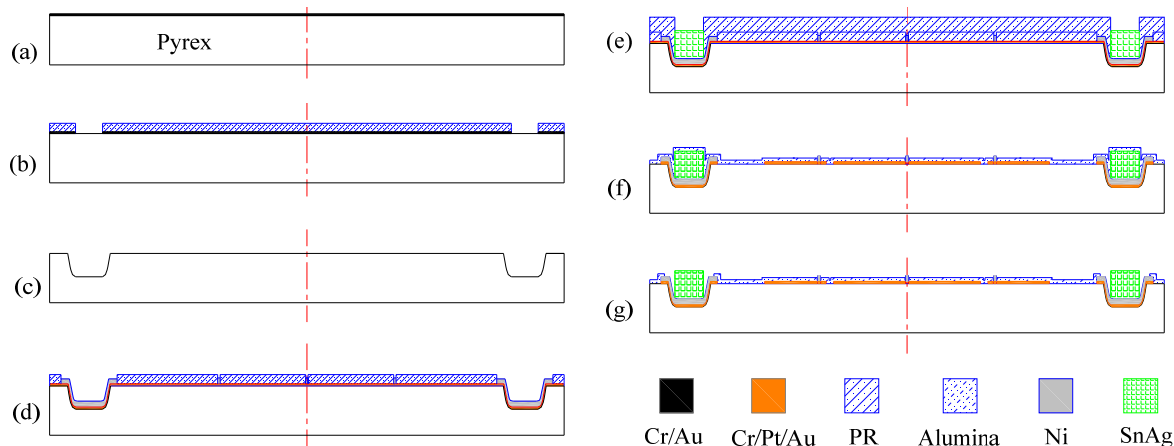 (a)
Pyrex
(b)
(c)
(d)
(e)
(f)
(g)
Cr/Au Cr/Pt/Au PR Alumina Ni SnAg